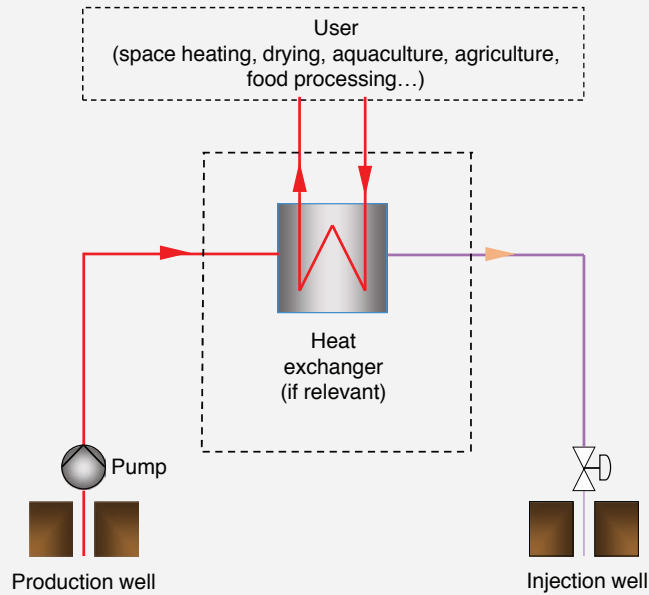 User
(space heating, drying, aquaculture, agriculture,
food processing...)
Heat
exchanger
(if relevant)
Pump
Production well
Injection well